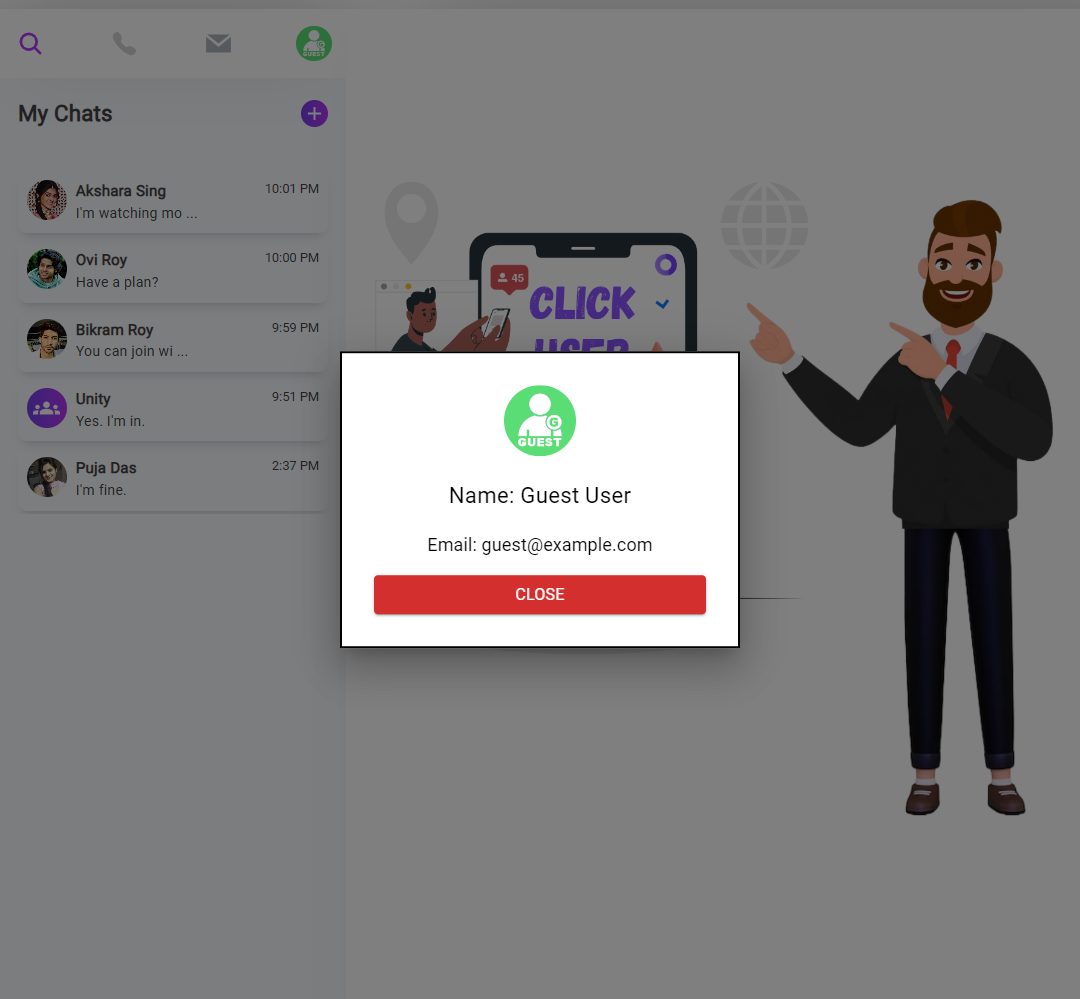 GUEST
My Chats
Akshara Sing
10:01 PM
I'm watching mo ...
Ovi Roy
10:00 PM
Have a plan?
Bikram Roy
9:59 PM
You can join wi ...
Unity
9:51 PM
Yes. I'm in.
Puja Das
2:37 PM
I'm fine.
45
CLICK
USER
G
GUEST
Name: Guest User
Email: guest@example.com
CLOSE